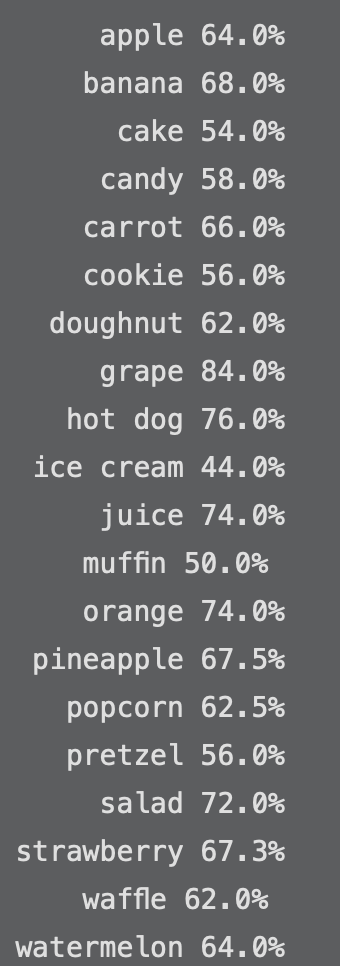 apple 64.0%
banana 68.0%
cake 54.0%
candy 58.0%
carrot 66.0%
cookie 56.0%
doughnut 62.0%
grape 84.0%
hot dog 76.0%
ice cream 44.0%
juice 74.0%
muffin 50.0%
orange 74.0%
pineapple 67.5%
popcorn 62.5%
pretzel 56.0%
salad 72.0%
strawberry 67.3%
waffle 62.0%
watermelon 64.0%